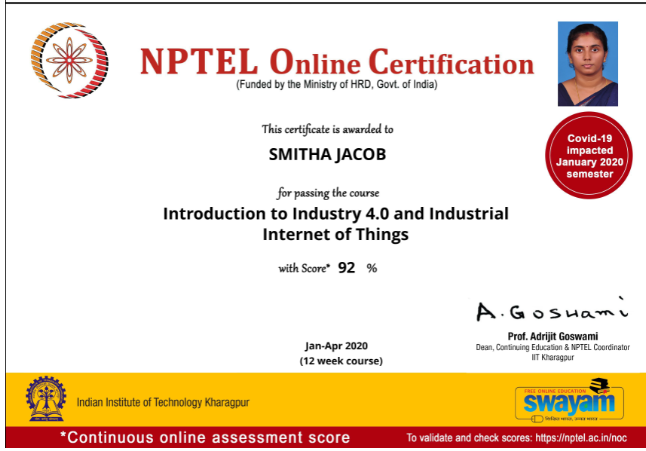 NPTEL Online Certification
(Funded by the Ministry of HRD, Govt. of India)
This certificate is awarded to
SMITHA JACOB
Covid-19
impacted
January 2020
semester
for passing the course
Introduction to Industry 4.0 and Industrial
Internet of Things
with Score* 92 %
A. Goswami
Prof. Adrijit Goswami
Dean, Continuing Education & NPTEL Coordinator
IIT Kharagpur
Jan-Apr 2020
(12 week course)
Indian Institute of Technology Kharagpur
FREE ONLINE EDUCATION
swayam
*Continuous online assessment score
To validate and check scores: https://nptel.ac.in/noc